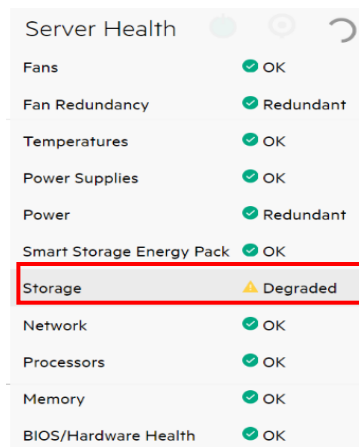 Server Health
Fans OK
Fan Redundancy Redundant
Temperatures OK
Power Supplies OK
Power Redundant
Smart Storage Energy Pack OK
Storage Degraded
Network OK
Processors OK
Memory OK
BIOS/Hardware Health OK